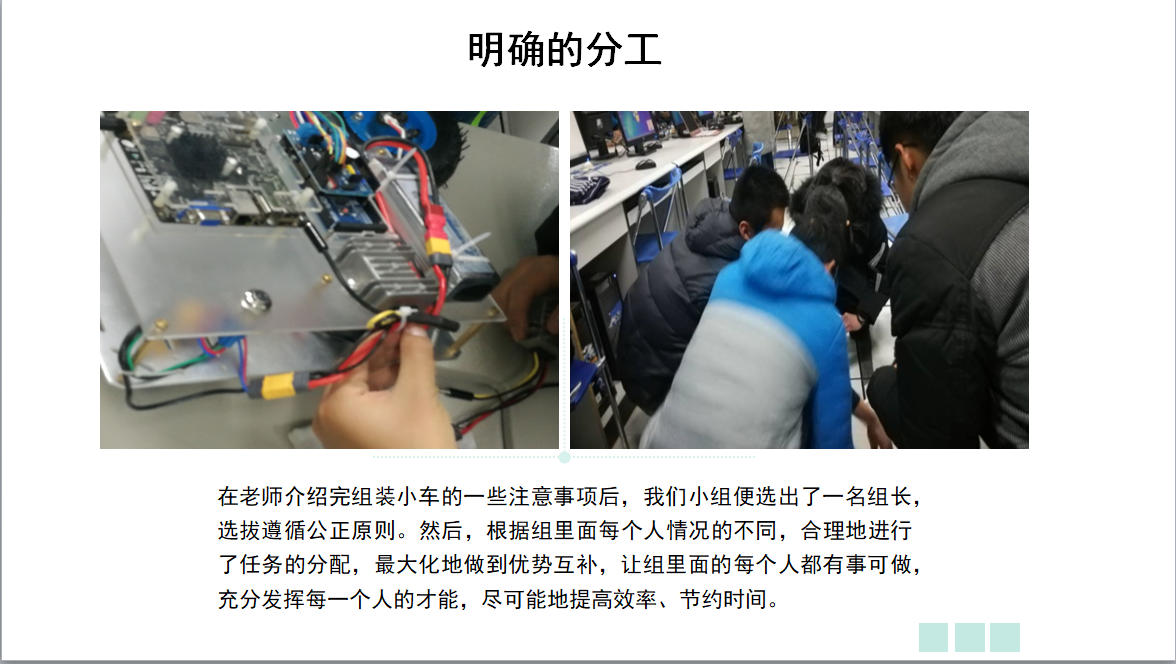 明确的分工
在老师介绍完组装小车的一些注意事项后，我们小组便选出了一名组长，
选拔遵循公正原则。然后，根据组里面每个人情况的不同，合理地进行
了任务的分配，最大化地做到优势互补，让组里面的每个人都有事可做，
充分发挥每一个人的才能，尽可能地提高效率、节约时间。